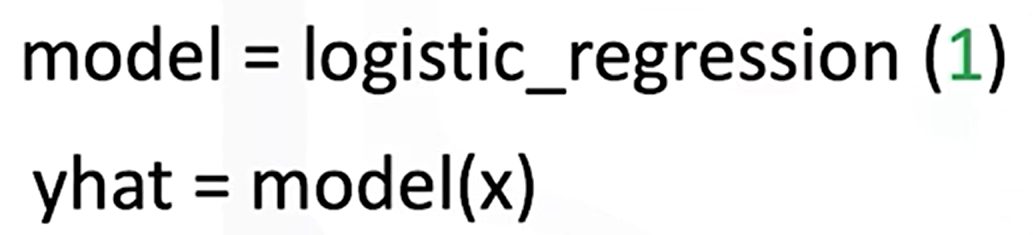 model = logistic_regression (1)
yhat = model(x)